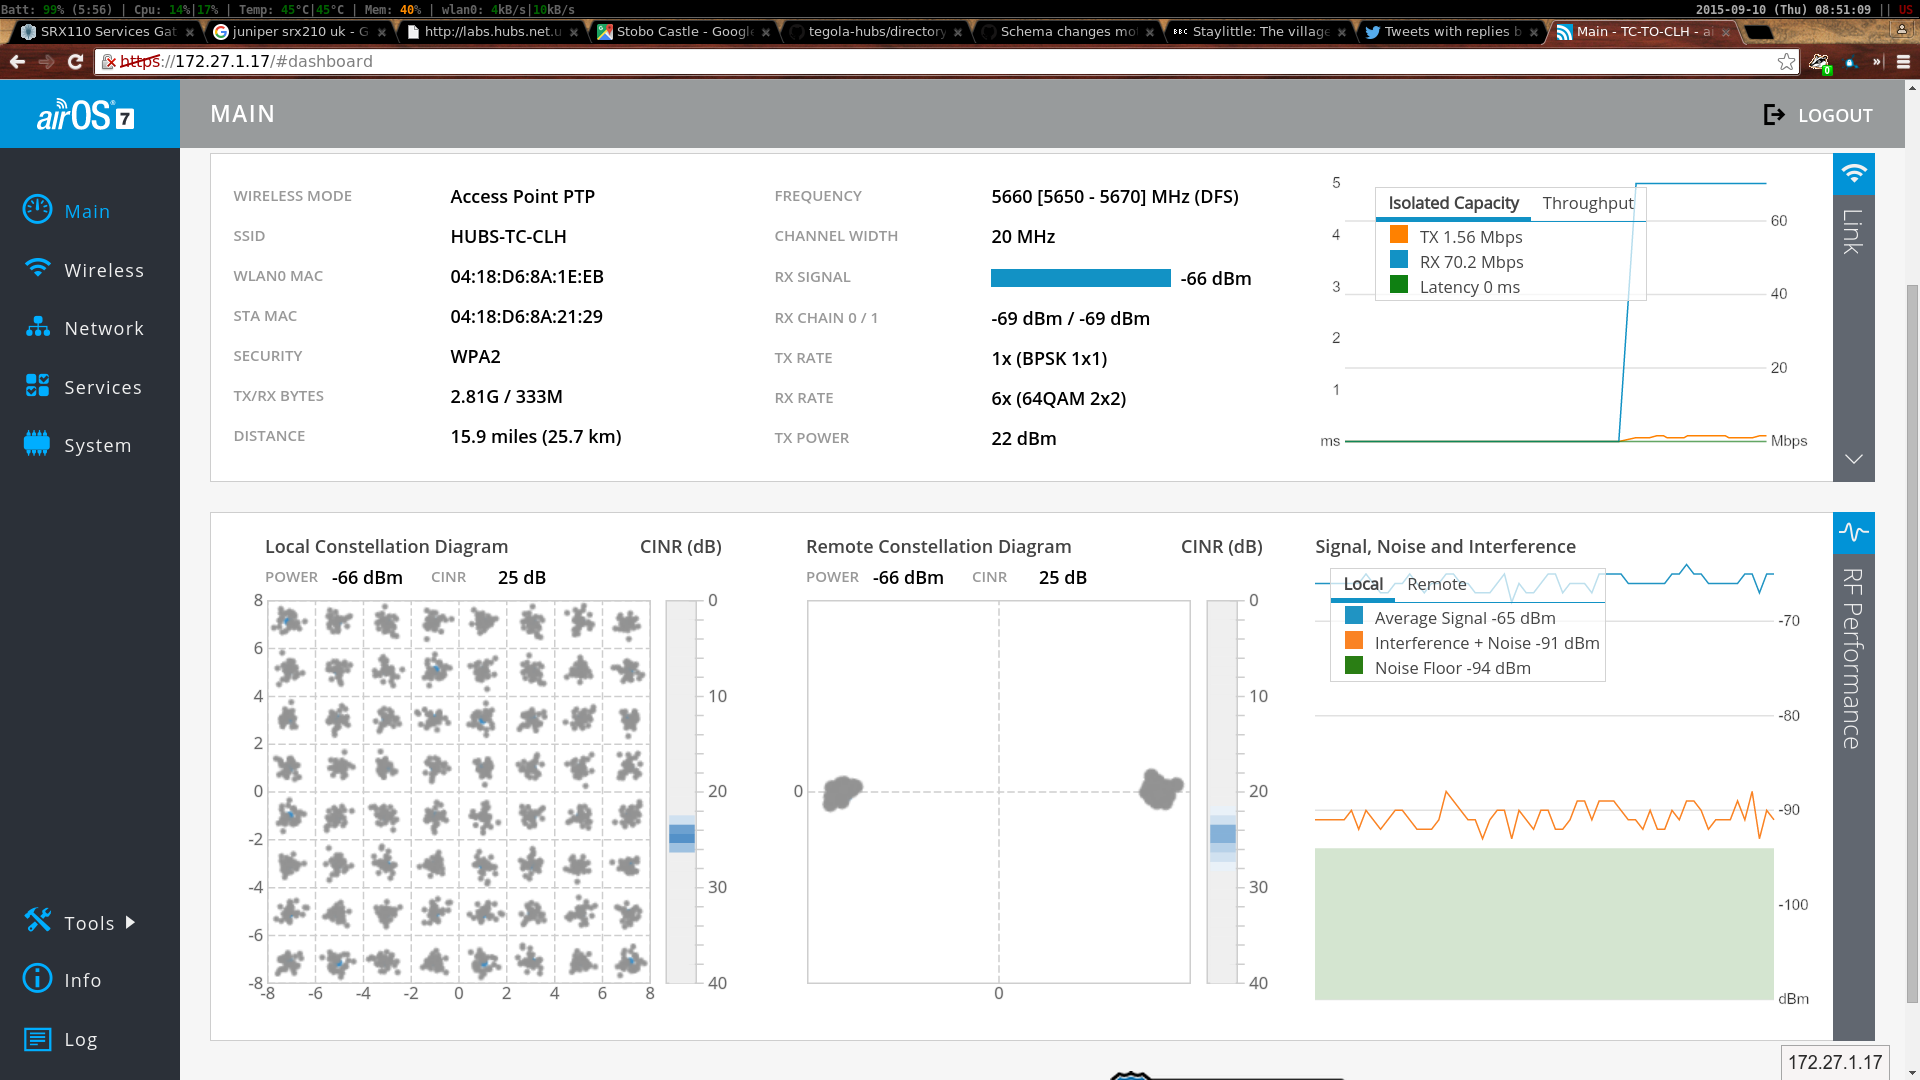 Batt: 99% (5:56) | Cpu: 14%|17% | Temp: 45°C|45°C | Mem: 40% | wlan0: 4kB/s|10kB/s
2015-09-10 (Thu) 08:51:09 || US
SRX110 Services Gat
juniper srx210 uk - G
http://labs.hubs.net.u
Stobo Castle - Google
tegola-hubs/directory
Schema changes mo
BBC Staylittle: The village
Tweets with replies b
Main - TC-TO-CLH - ai
https://172.27.1.17/#dashboard
0
airOS 7
MAIN
LOGOUT
Main
Wireless
Network
Services
System
Tools
Info
Log
WIRELESS MODE Access Point PTP
SSID HUBS-TC-CLH
WLAN0 MAC 04:18:D6:8A:1E:EB
STA MAC 04:18:D6:8A:21:29
SECURITY WPA2
TX/RX BYTES 2.81G / 333M
DISTANCE 15.9 miles (25.7 km)
FREQUENCY 5660 [5650 - 5670] MHz (DFS)
CHANNEL WIDTH 20 MHz
RX SIGNAL -66 dBm
RX CHAIN 0 / 1 -69 dBm / -69 dBm
TX RATE 1x (BPSK 1x1)
RX RATE 6x (64QAM 2x2)
TX POWER 22 dBm
5
4
3
2
1
ms
Isolated Capacity Throughput
TX 1.56 Mbps
RX 70.2 Mbps
Latency 0 ms
60
40
20
Mbps
Link
Local Constellation Diagram CINR (dB)
POWER -66 dBm CINR 25 dB
8
6
4
2
0
-2
-4
-6
-8
-8 -6 -4 -2 0 2 4 6 8
0
10
20
30
40
Remote Constellation Diagram CINR (dB)
POWER -66 dBm CINR 25 dB
0
0
0
10
20
30
40
Signal, Noise and Interference
Local Remote
Average Signal -65 dBm
Interference + Noise -91 dBm
Noise Floor -94 dBm
-70
-80
-90
-100
dBm
RF Performance
172.27.1.17